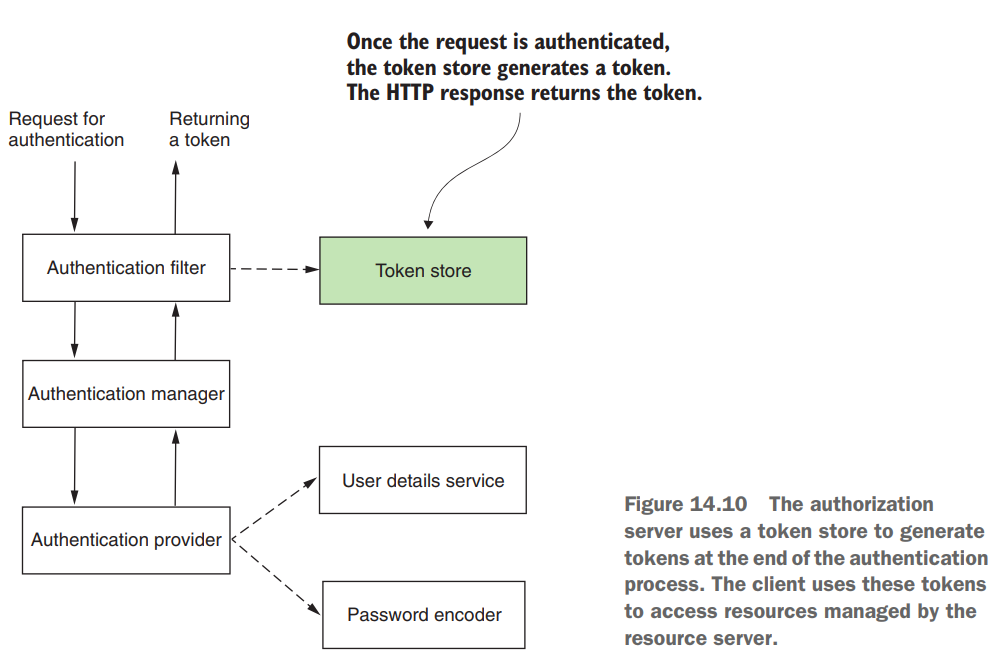 Once the request is authenticated,
the token store generates a token.
The HTTP response returns the token.
Request for
authentication
Returning
a token
Authentication filter
Token store
Authentication manager
User details service
Authentication provider
Password encoder
Figure 14.10 The authorization
server uses a token store to generate
tokens at the end of the authentication
process. The client uses these tokens
to access resources managed by the
resource server.